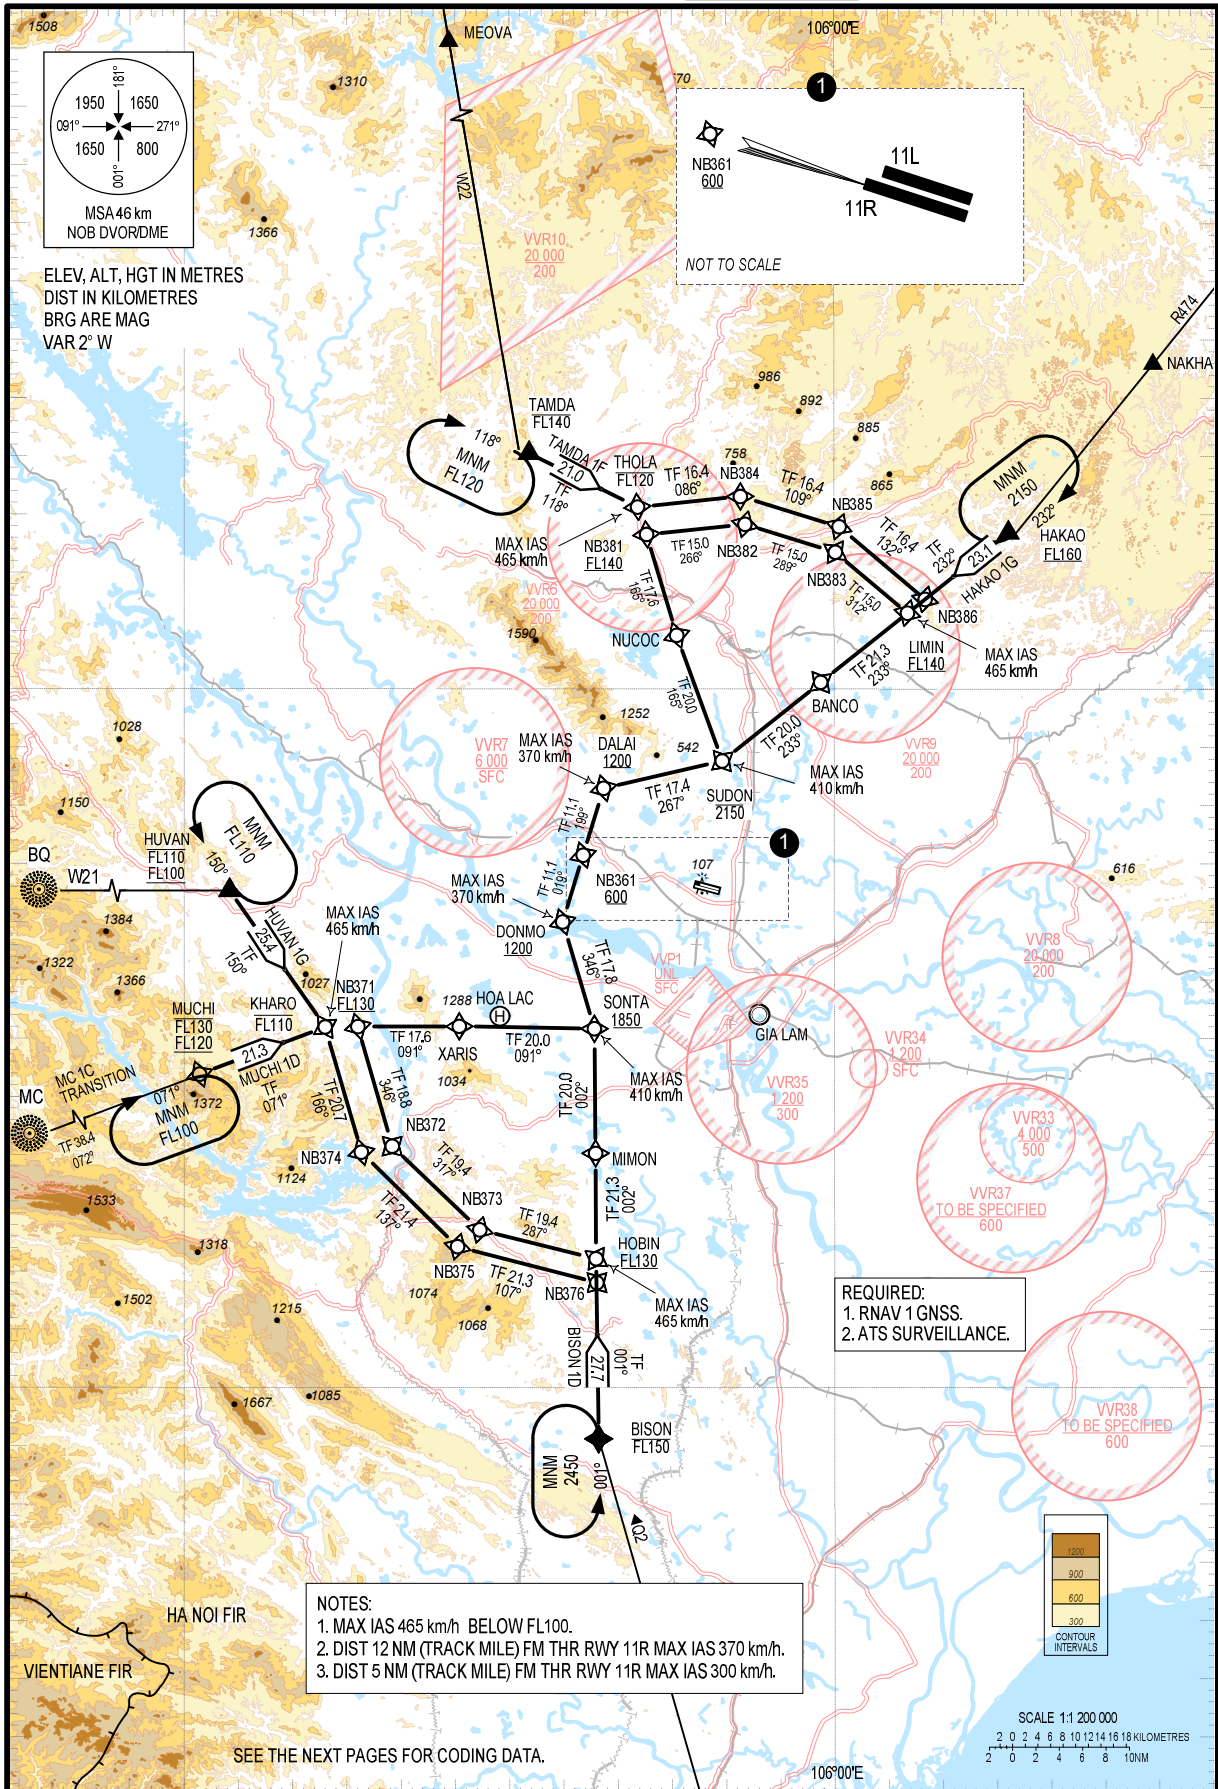 1508
MEOVA
106°00'E
1310
70
181°
1950
1650
091°
271°
1650
800
001°
MSA 46 km
NOB DVOR/DME
1366
1
NB361
600
11L
11R
NOT TO SCALE
W22
VVR10
20 000
200
ELEV, ALT, HGT IN METRES
DIST IN KILOMETRES
BRG ARE MAG
VAR 2° W
R474
NAKHA
986
892
885
865
758
TAMDA
FL140
118°
MNM
FL120
TAMDA 1F
21.0
TF
118°
THOLA
FL120
TF 16.4
086°
NB384
TF 16.4
109°
NB385
TF 16.4
132°
MNM
2150
232°
HAKAO
FL160
TF
232°
23.1
HAKAO 1G
MAX IAS
465 km/h
NB381
FL140
TF 15.0
266°
NB382
TF 15.0
289°
NB383
TF 15.0
312°
NB386
VVR6
20 000
200
TF 17.6
165°
1590
NUCOC
LIMIN
FL140
MAX IAS
465 km/h
TF 21.3
233°
BANCO
TF 20.0
165°
TF 20.0
233°
VVR9
20 000
200
1028
1252
542
VVR7
6 000
SFC
MAX IAS
370 km/h
DALAI
1200
TF 17.4
267°
SUDON
2150
MAX IAS
410 km/h
1150
TF 11.1
199°
HUVAN
FL110
FL100
MNM
FL110
150°
BQ
W21
1
107
616
MAX IAS
370 km/h
TF 11.1
019°
NB361
600
DONMO
1200
1384
HUVAN 1G
25.4
TF
150°
MAX IAS
465 km/h
VVR8
20 000
200
1322
1366
1027
TF 17.8
346°
VVP1
UNL
SFC
NB371
FL130
1288
HOA LAC
H
SONTA
1850
MUCHI
FL130
FL120
KHARO
FL110
GIA LAM
VVR34
1 200
SFC
TF 17.6
091°
XARIS
TF 20.0
091°
21.3
MUCHI 1D
TF
071°
1034
MAX IAS
410 km/h
VVR35
1 200
300
MC 1C
TRANSITION
071°
MNM
FL100
1372
MC
TF 38.4
072°
TF 20.7
166°
TF 18.8
346°
TF 20.0
002°
VVR33
4 000
500
NB372
NB374
MIMON
1124
TF 19.4
317°
1533
VVR37
TO BE SPECIFIED
600
TF 21.4
137°
NB373
TF 19.4
287°
TF 21.3
002°
1318
HOBIN
FL130
NB375
TF 21.3
107°
NB376
1502
1074
1068
1215
MAX IAS
465 km/h
REQUIRED:
1. RNAV 1 GNSS.
2. ATS SURVEILLANCE.
BISON 1D
27.7
TF
001°
1085
1667
VVR38
TO BE SPECIFIED
600
BISON
FL150
MNM
2450
001°
Q2
1200
900
600
300
CONTOUR
INTERVALS
HA NOI FIR
VIENTIANE FIR
NOTES:
1. MAX IAS 465 km/h BELOW FL100.
2. DIST 12 NM (TRACK MILE) FM THR RWY 11R MAX IAS 370 km/h.
3. DIST 5 NM (TRACK MILE) FM THR RWY 11R MAX IAS 300 km/h.
SEE THE NEXT PAGES FOR CODING DATA.
SCALE 1:1 200 000
2 0 2 4 6 8 10 12 14 16 18 KILOMETRES
2 0 2 4 6 8 10NM
106°00'E